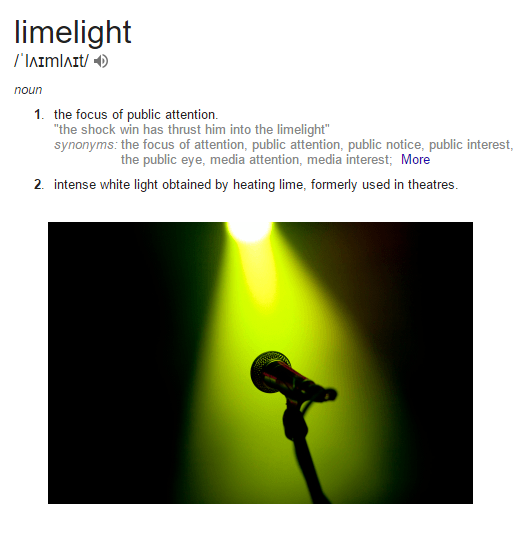 limelight
/ˈlʌɪmlʌɪt/
noun
1. the focus of public attention.
"the shock win has thrust him into the limelight"
synonyms: the focus of attention, public attention, public notice, public interest,
the public eye, media attention, media interest; More
2. intense white light obtained by heating lime, formerly used in theatres.